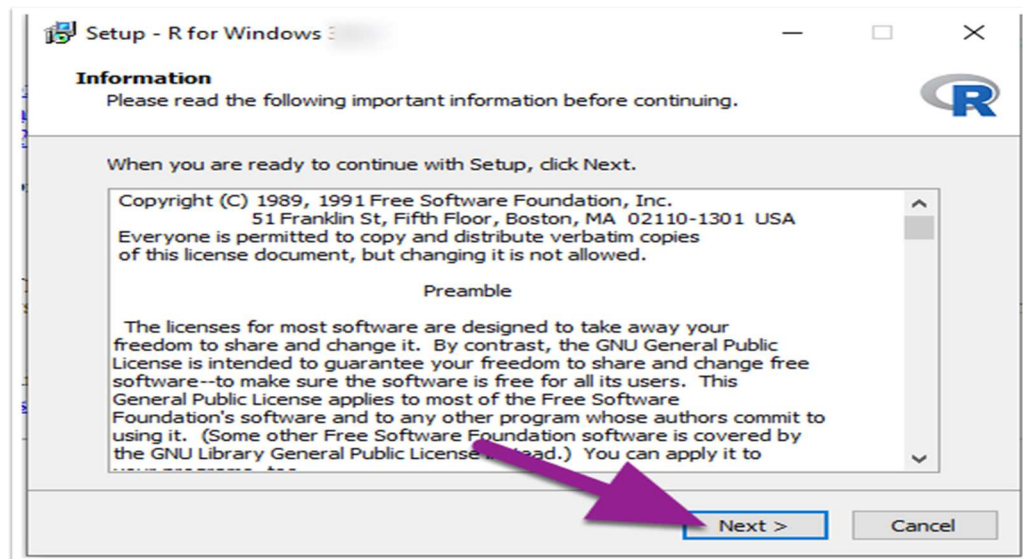 Setup - R for Windows
Information
Please read the following important information before continuing.
R
When you are ready to continue with Setup, click Next.
Copyright (C) 1989, 1991 Free Software Foundation, Inc.
51 Franklin St, Fifth Floor, Boston, MA 02110-1301 USA
Everyone is permitted to copy and distribute verbatim copies
of this license document, but changing it is not allowed.
Preamble
The licenses for most software are designed to take away your
freedom to share and change it. By contrast, the GNU General Public
License is intended to guarantee your freedom to share and change free
software--to make sure the software is free for all its users. This
General Public License applies to most of the Free Software
Foundation's software and to any other program whose authors commit to
using it. (Some other Free Software Foundation software is covered by
the GNU Library General Public License instead.) You can apply it to
Next >
Cancel